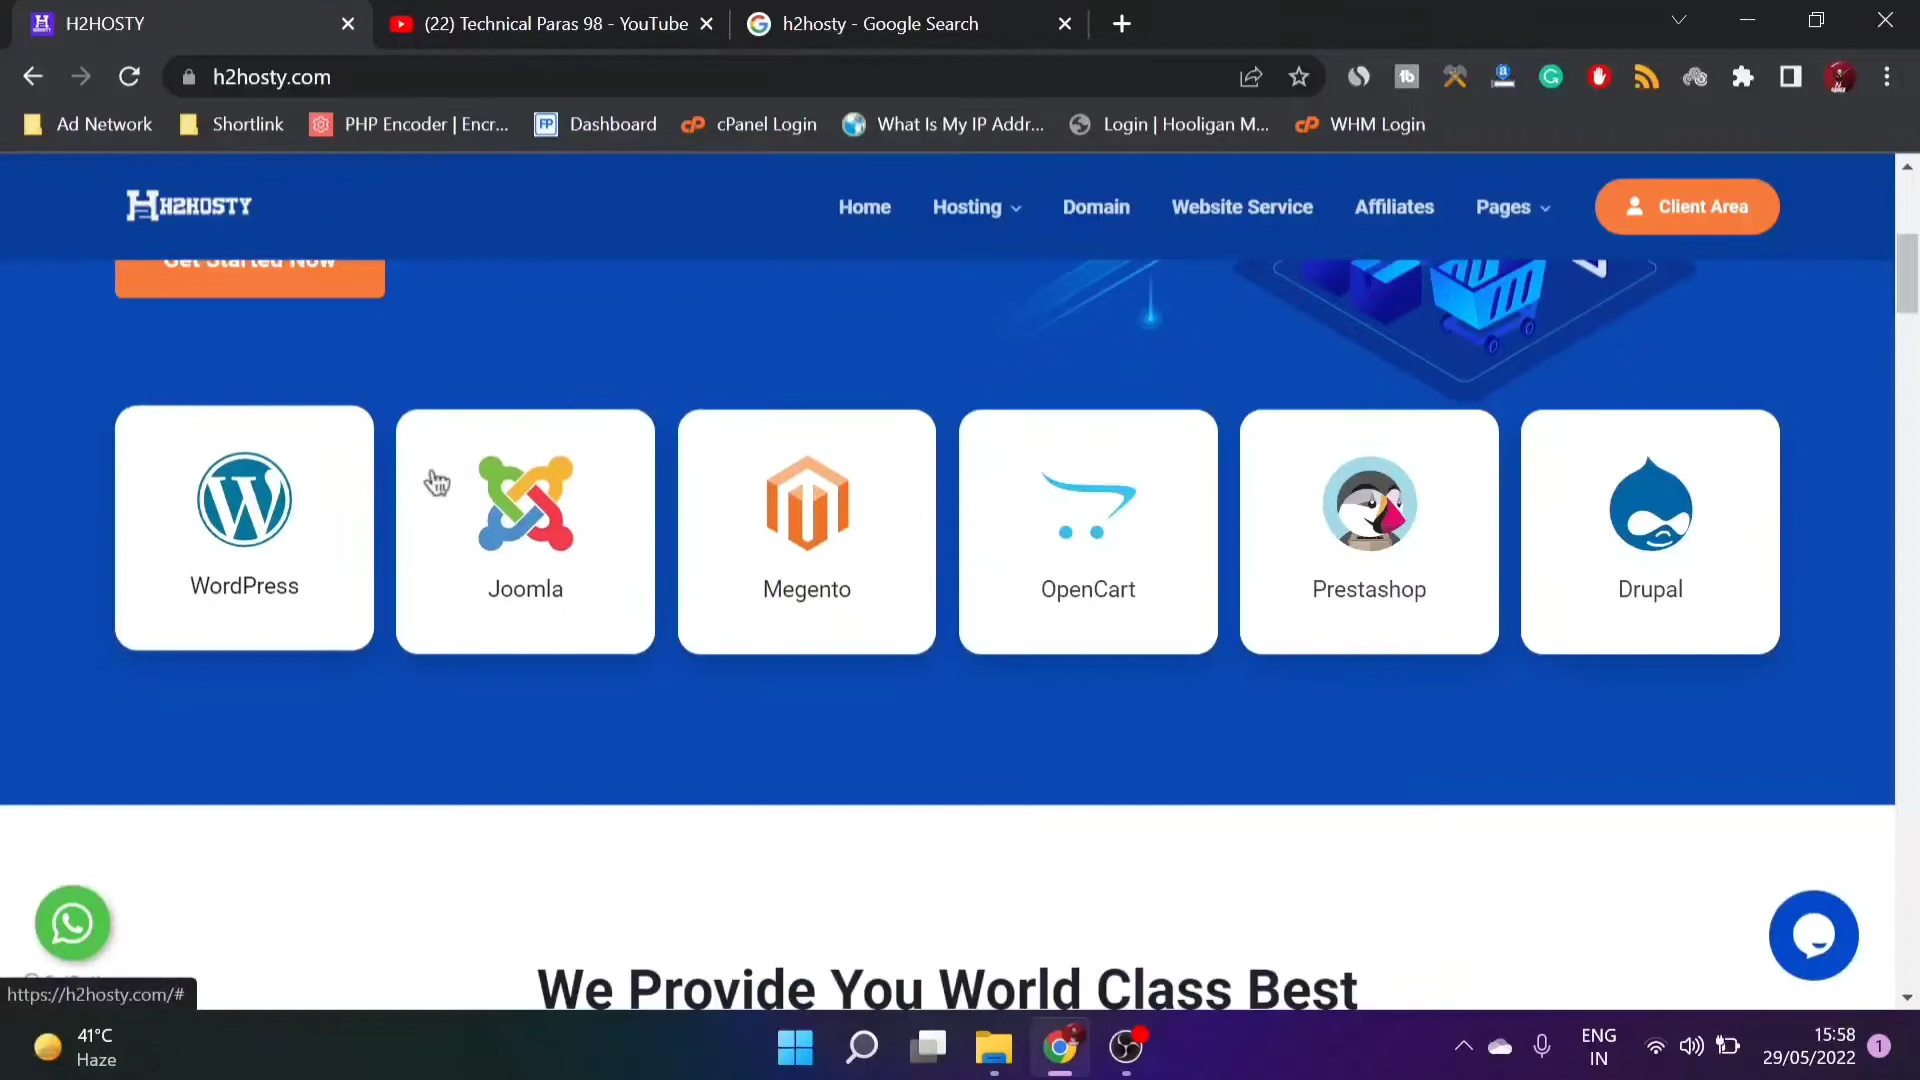 H2HOSTY
(22) Technical Paras 98 - YouTube
h2hosty - Google Search
h2hosty.com
Ad Network
Shortlink
PHP Encoder | Encr...
Dashboard
cPanel Login
What Is My IP Addr...
Login | Hooligan M...
WHM Login
H2HOSTY
Home
Hosting
Domain
Website Service
Affiliates
Pages
Client Area
Get Started Now
WordPress
Joomla
Megento
OpenCart
Prestashop
Drupal
We Provide You World Class Best
https://h2hosty.com/#
41°C
Haze
ENG
IN
15:58
29/05/2022
1